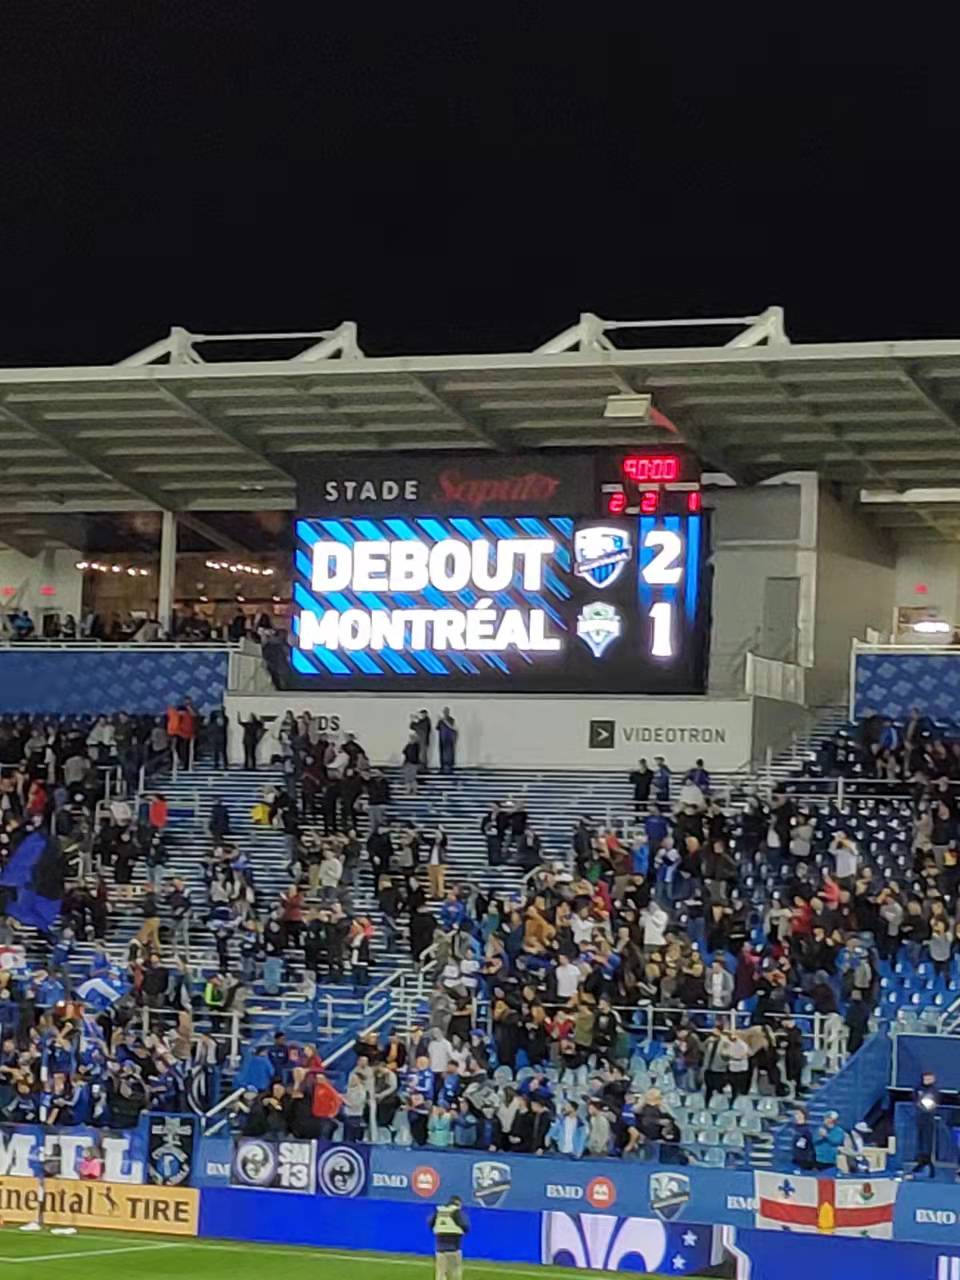 STADE Saputo
90:00
2 2 1
DEBOUT 2
MONTRÉAL 1
VIDEOTRON
MTL
SM
13
BMO
BMO
BMO
BMO
BMO
TIRE